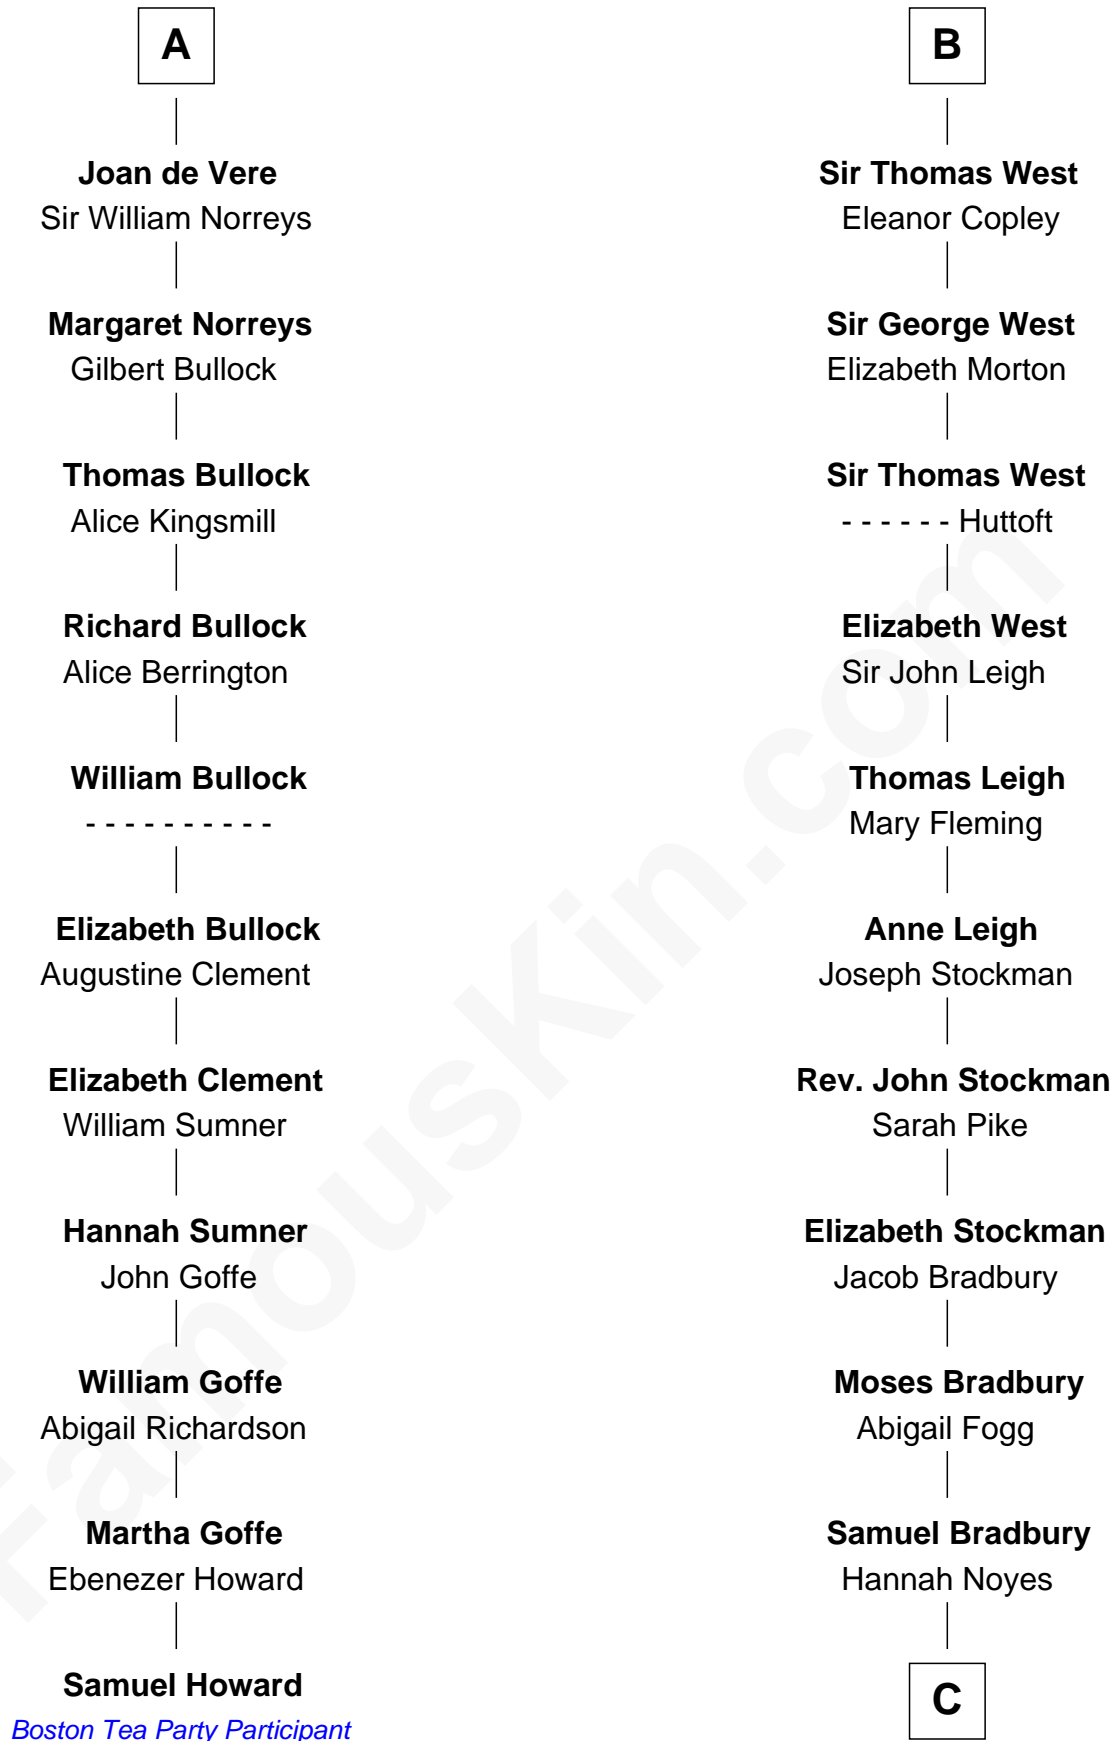 A
Joan de Vere
Sir William Norreys
Margaret Norreys
Gilbert Bullock
Thomas Bullock
Alice Kingsmill
Richard Bullock
Alice Berrington
William Bullock
- - - - - - - - - -
Elizabeth Bullock
Augustine Clement
Elizabeth Clement
William Sumner
Hannah Sumner
John Goffe
William Goffe
Abigail Richardson
Martha Goffe
Ebenezer Howard
Samuel Howard
Boston Tea Party Participant
B
Sir Thomas West
Eleanor Copley
Sir George West
Elizabeth Morton
Sir Thomas West
- - - - - - Huttoft
Elizabeth West
Sir John Leigh
Thomas Leigh
Mary Fleming
Anne Leigh
Joseph Stockman
Rev. John Stockman
Sarah Pike
Elizabeth Stockman
Jacob Bradbury
Moses Bradbury
Abigail Fogg
Samuel Bradbury
Hannah Noyes
C
FamousKin.com